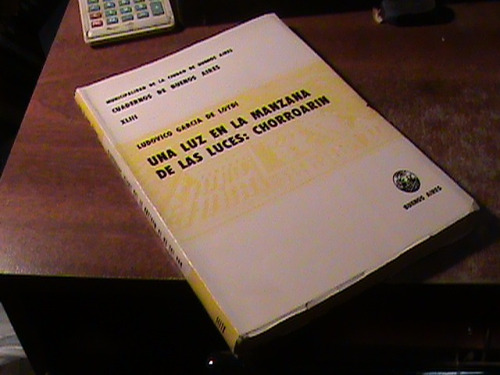 MUNICIPALIDAD DE LA CIUDAD DE BUENOS AIRES
CUADERNOS DE BUENOS AIRES
XLIII
LUDOVICO GARCIA DE LOYDI
UNA LUZ EN LA MANZANA
DE LAS LUCES: CHORROARIN
BUENOS AIRES